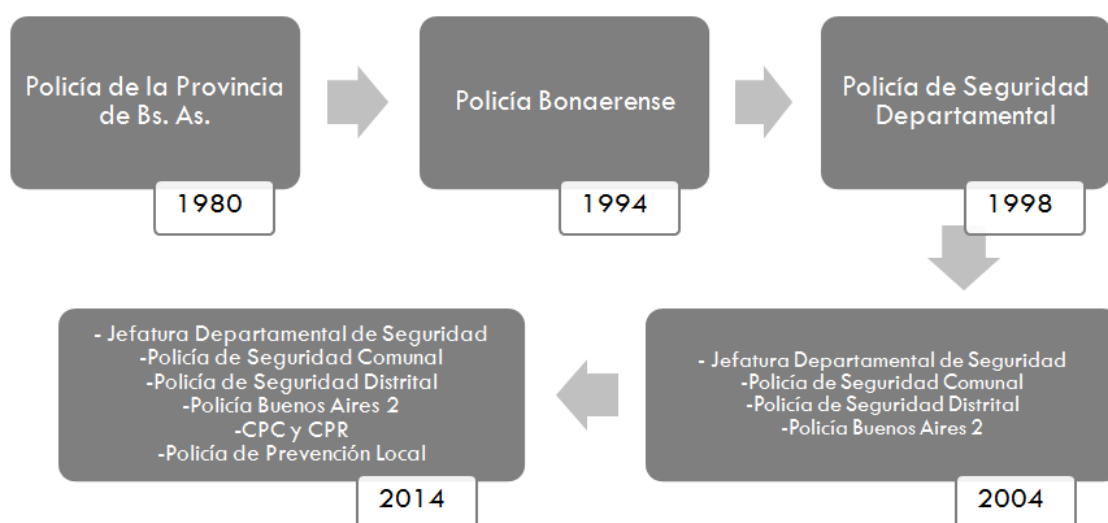 Policía de la Provincia
de Bs. As.
1980
Policía Bonaerense
1994
Policía de Seguridad
Departamental
1998
- Jefatura Departamental de Seguridad
-Policía de Seguridad Comunal
-Policía de Seguridad Distrital
-Policía Buenos Aires 2
2004
- Jefatura Departamental de Seguridad
-Policía de Seguridad Comunal
-Policía de Seguridad Distrital
-Policía Buenos Aires 2
-CPC y CPR
-Policía de Prevención Local
2014